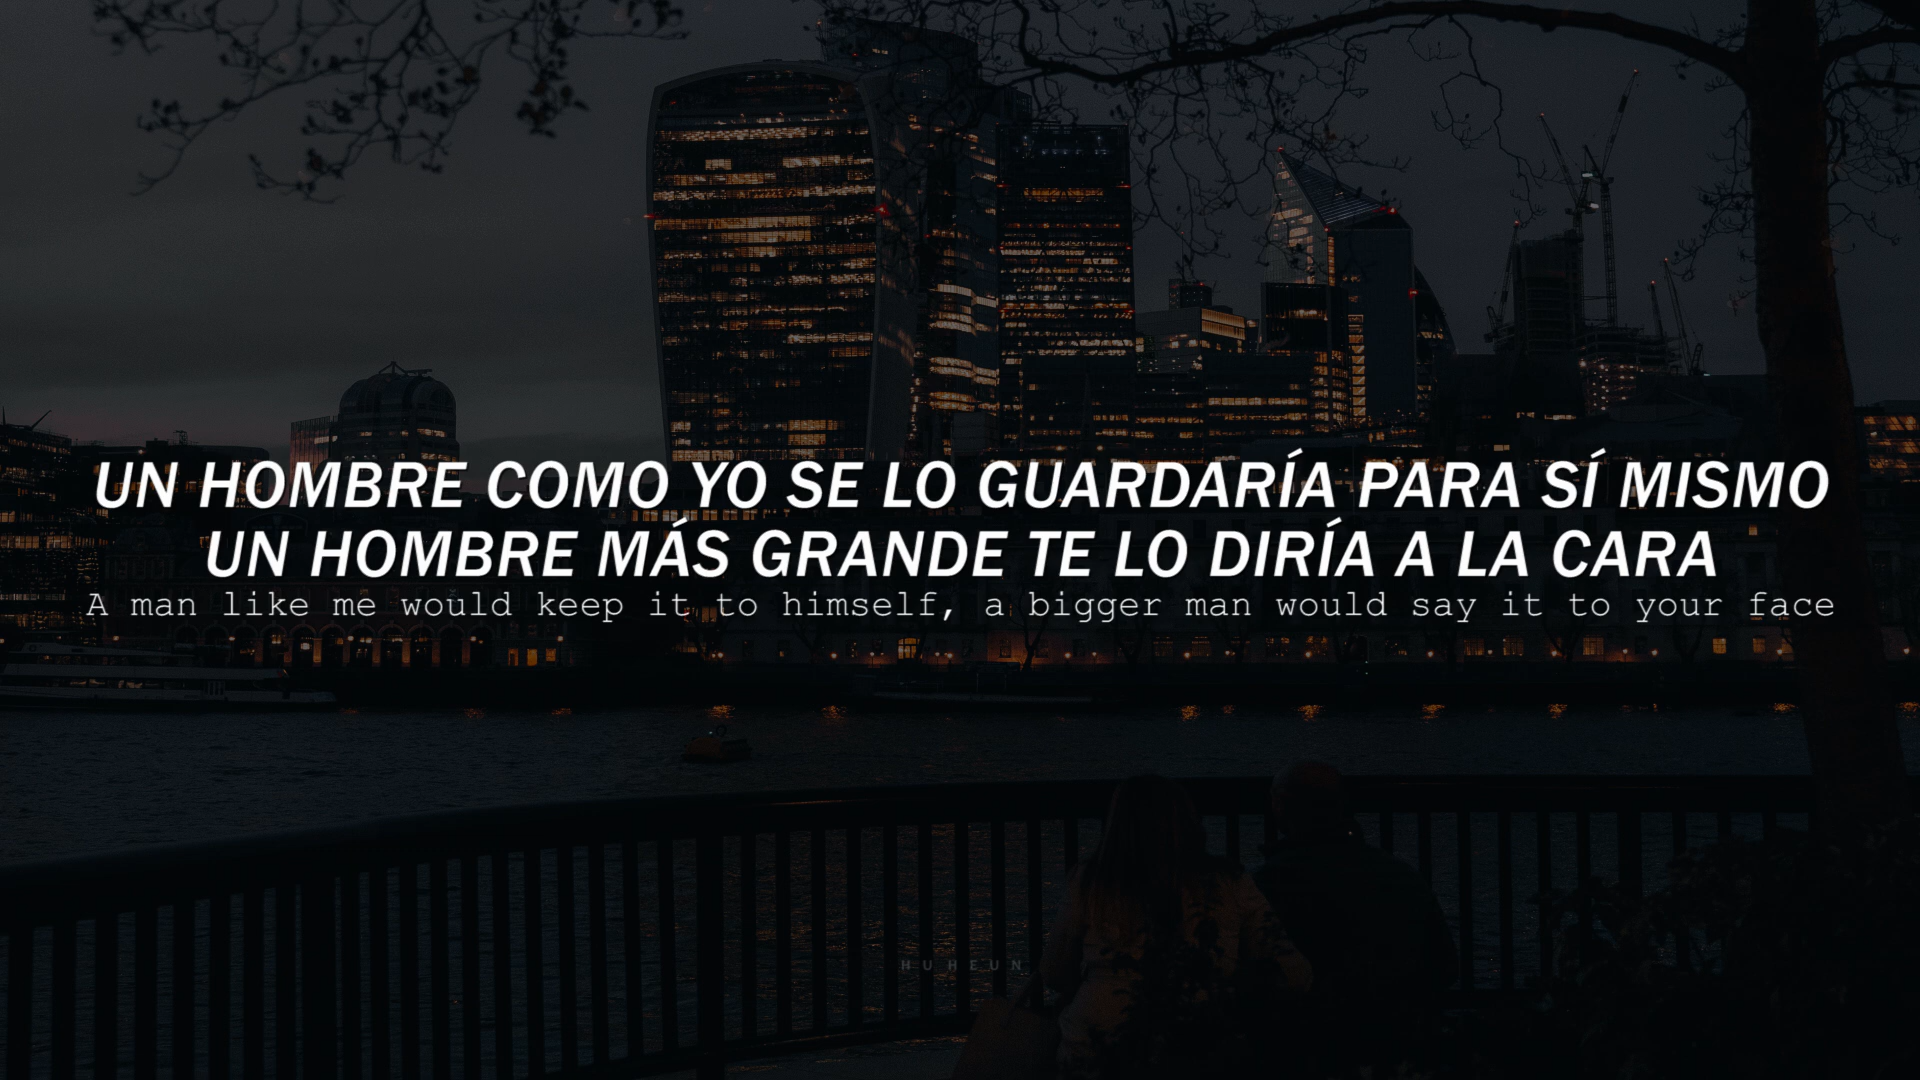 UN HOMBRE COMO YO SE LO GUARDARÍA PARA SÍ MISMO
UN HOMBRE MÁS GRANDE TE LO DIRÍA A LA CARA
A man like me would keep it to himself, a bigger man would say it to your face
HUHEUN